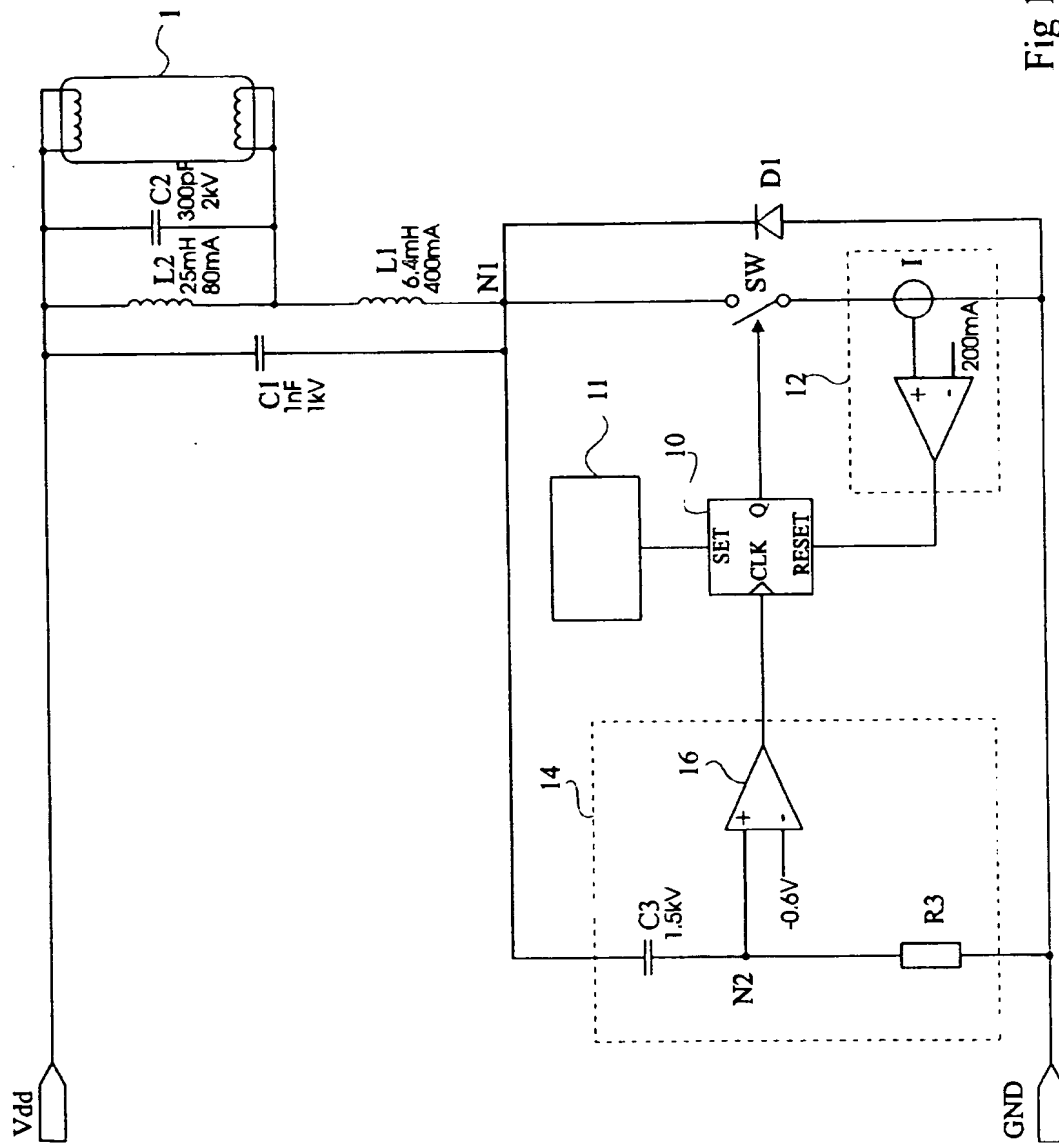 Vdd
1
C2
300pF
2kV
L2
25mH
80mA
L1
6.4mH
400mA
C1
1nF
1kV
N1
D1
SW
I
12
+
-
200mA
11
10
SET
CLK
Q
RESET
14
16
+
-
-0.6V
C3
1.5kV
N2
R3
GND
Fig 1